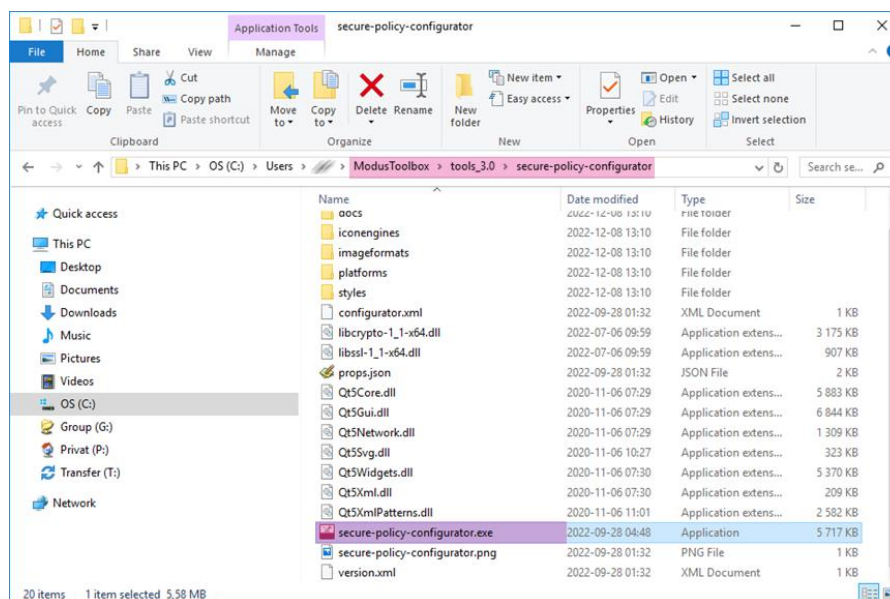 Application Tools secure-policy-configurator
File Home Share View Manage
Pin to Quick access
Copy
Paste
Cut
Copy path
Paste shortcut
Clipboard
Move to
Copy to
Delete
Rename
Organize
New folder
New item
Easy access
New
Properties
Open
Edit
History
Open
Select all
Select none
Invert selection
Select
This PC > OS (C:) > Users > > ModusToolbox > tools_3.0 > secure-policy-configurator
Search se...
Quick access
This PC
Desktop
Documents
Downloads
Music
Pictures
Videos
OS (C:)
Group (G:)
Privat (P:)
Transfer (T:)
Network
Name Date modified Type Size
docs 2022-12-08 13:10 File folder
iconengines 2022-12-08 13:10 File folder
imageformats 2022-12-08 13:10 File folder
platforms 2022-12-08 13:10 File folder
styles 2022-12-08 13:10 File folder
configurator.xml 2022-09-28 01:32 XML Document 1 KB
libcrypto-1_1-x64.dll 2022-07-06 09:59 Application extens... 3 175 KB
libssl-1_1-x64.dll 2022-07-06 09:59 Application extens... 907 KB
props.json 2022-09-28 01:32 JSON File 2 KB
Qt5Core.dll 2020-11-06 07:29 Application extens... 5 883 KB
Qt5Gui.dll 2020-11-06 07:29 Application extens... 6 844 KB
Qt5Network.dll 2020-11-06 07:29 Application extens... 1 309 KB
Qt5Svg.dll 2020-11-06 10:27 Application extens... 323 KB
Qt5Widgets.dll 2020-11-06 07:30 Application extens... 5 370 KB
Qt5Xml.dll 2020-11-06 07:30 Application extens... 209 KB
Qt5XmlPatterns.dll 2020-11-06 11:01 Application extens... 2 582 KB
secure-policy-configurator.exe 2022-09-28 04:48 Application 5 717 KB
secure-policy-configurator.png 2022-09-28 01:32 PNG File 1 KB
version.xml 2022-09-28 01:32 XML Document 1 KB
20 items 1 item selected 5.58 MB